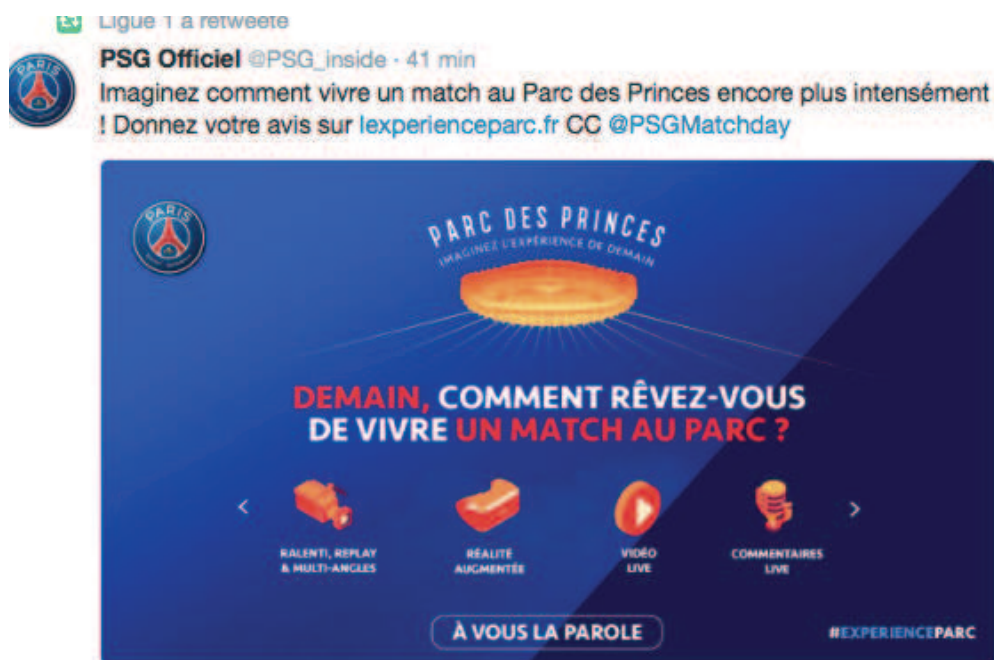 Ligue 1 a retweeté
PSG Officiel @PSG_inside · 41 min
Imaginez comment vivre un match au Parc des Princes encore plus intensément
! Donnez votre avis sur lexperienceparc.fr CC @PSGMatchday
PARIS
PARC DES PRINCES
IMAGINEZ L'EXPÉRIENCE DE DEMAIN
DEMAIN, COMMENT RÊVEZ-VOUS
DE VIVRE UN MATCH AU PARC ?
RALENTI, REPLAY
& MULTI-ANGLES
RÉALITÉ
AUGMENTÉE
VIDÉO
LIVE
COMMENTAIRES
LIVE
À VOUS LA PAROLE
#EXPERIENCEPARC